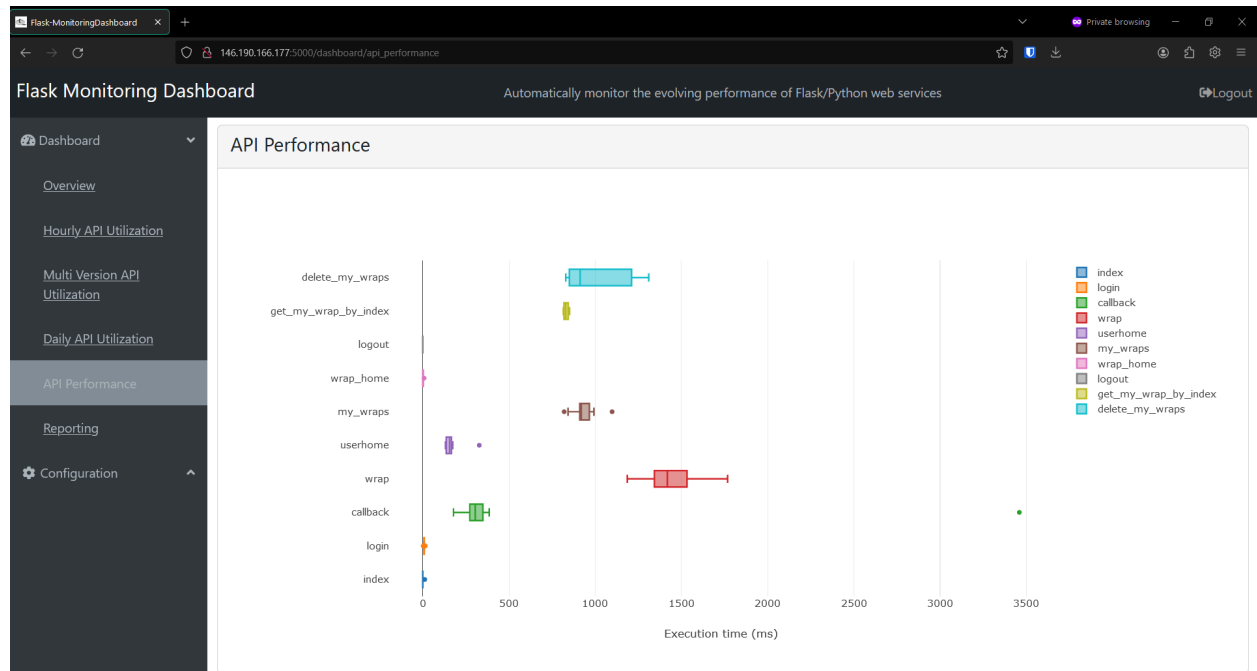 Flask-MonitoringDashboard
Private browsing
146.190.166.177:5000/dashboard/api_performance
Flask Monitoring Dashboard
Automatically monitor the evolving performance of Flask/Python web services
Logout
Dashboard
Overview
Hourly API Utilization
Multi Version API
Utilization
Daily API Utilization
API Performance
Reporting
Configuration
API Performance
delete_my_wraps
get_my_wrap_by_index
logout
wrap_home
my_wraps
userhome
wrap
callback
login
index
0 500 1000 1500 2000 2500 3000 3500
Execution time (ms)
index
login
callback
wrap
userhome
my_wraps
wrap_home
logout
get_my_wrap_by_index
delete_my_wraps